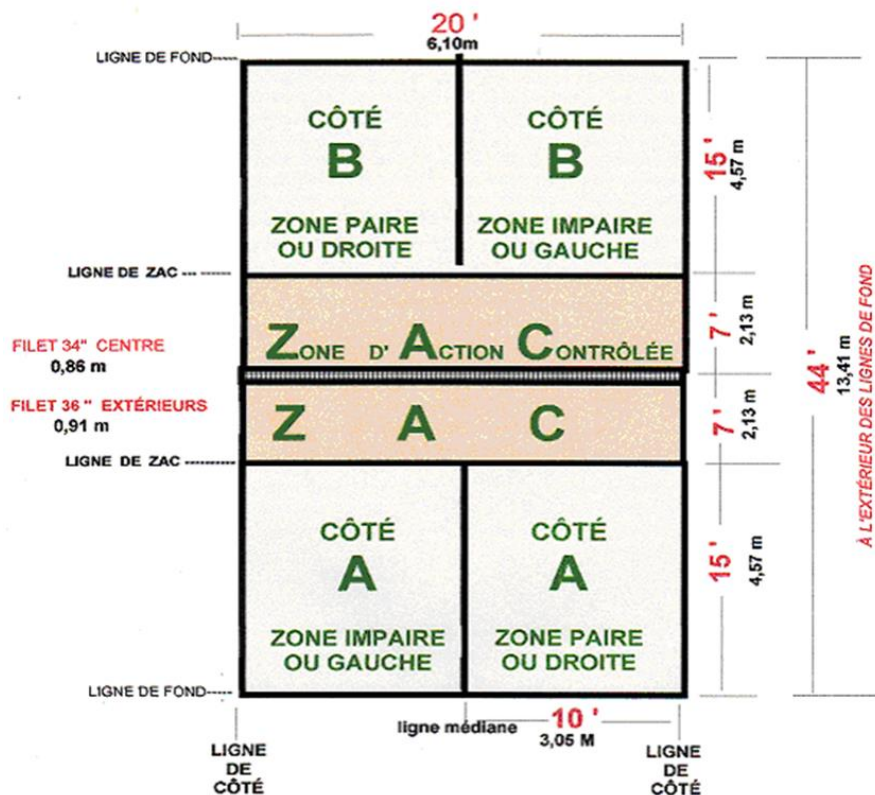 20 '
6,10m
LIGNE DE FOND
CÔTÉ
B
ZONE PAIRE
OU DROITE
CÔTÉ
B
ZONE IMPAIRE
OU GAUCHE
15 '
4,57 m
LIGNE DE ZAC
ZONE D' ACTION CONTRÔLÉE
7 '
2,13 m
FILET 34" CENTRE
0,86 m
FILET 36 " EXTÉRIEURS
0,91 m
Z A C
7 '
2,13 m
44 '
13,41 m
À L'EXTÉRIEUR DES LIGNES DE FOND
LIGNE DE ZAC
CÔTÉ
A
ZONE IMPAIRE
OU GAUCHE
CÔTÉ
A
ZONE PAIRE
OU DROITE
15 '
4,57 m
LIGNE DE FOND
ligne médiane
10 '
3,05 M
LIGNE
DE
CÔTÉ
LIGNE
DE
CÔTÉ